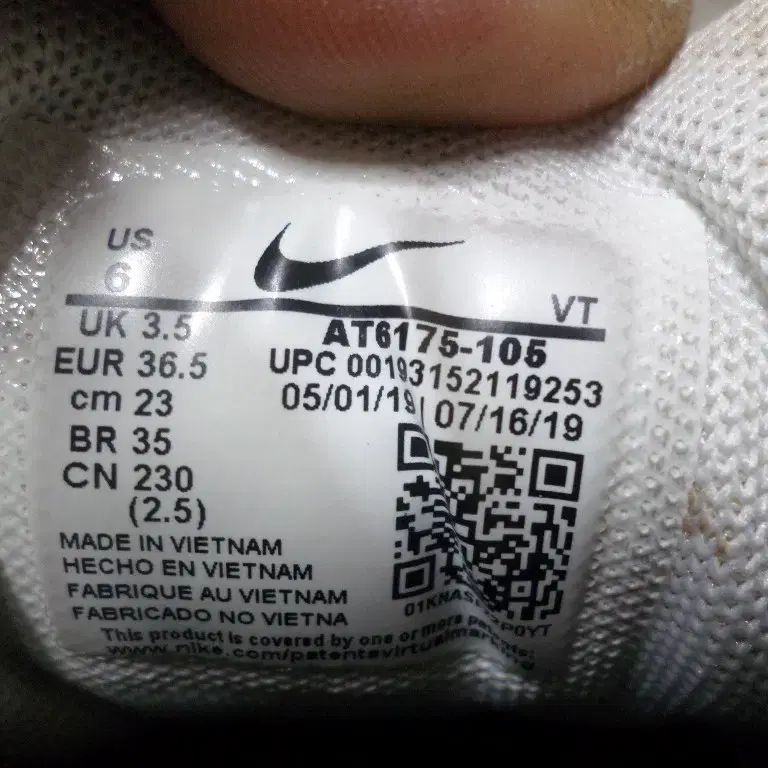 US
6
VT
UK 3.5
EUR 36.5
cm 23
BR 35
CN 230
(2.5)
AT6175-105
UPC 00193152119253
05/01/19 07/16/19
MADE IN VIETNAM
HECHO EN VIETNAM
FABRIQUE AU VIETNAM
FABRICADO NO VIETNA
This product is covered by one or more patents:
www.nike.com/patentsvirtualmarking